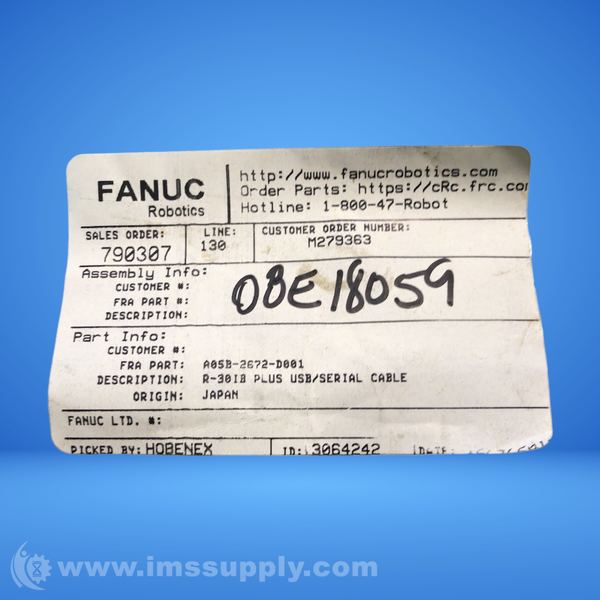 FANUC
Robotics
http://www.fanucrobotics.com
Order Parts: https://cRc.frc.co
Hotline: 1-800-47-Robot
SALES ORDER:
790307
LINE:
130
CUSTOMER ORDER NUMBER:
M279363
Assembly Info:
CUSTOMER #:
FRA PART #:
DESCRIPTION:
08E18059
Part Info:
CUSTOMER #:
FRA PART: A05B-2672-D001
DESCRIPTION: R-30IB PLUS USB/SERIAL CABLE
ORIGIN: JAPAN
FANUC LTD. #:
PICKED BY: HOBENEX
ID: 3064242
www.imssupply.com